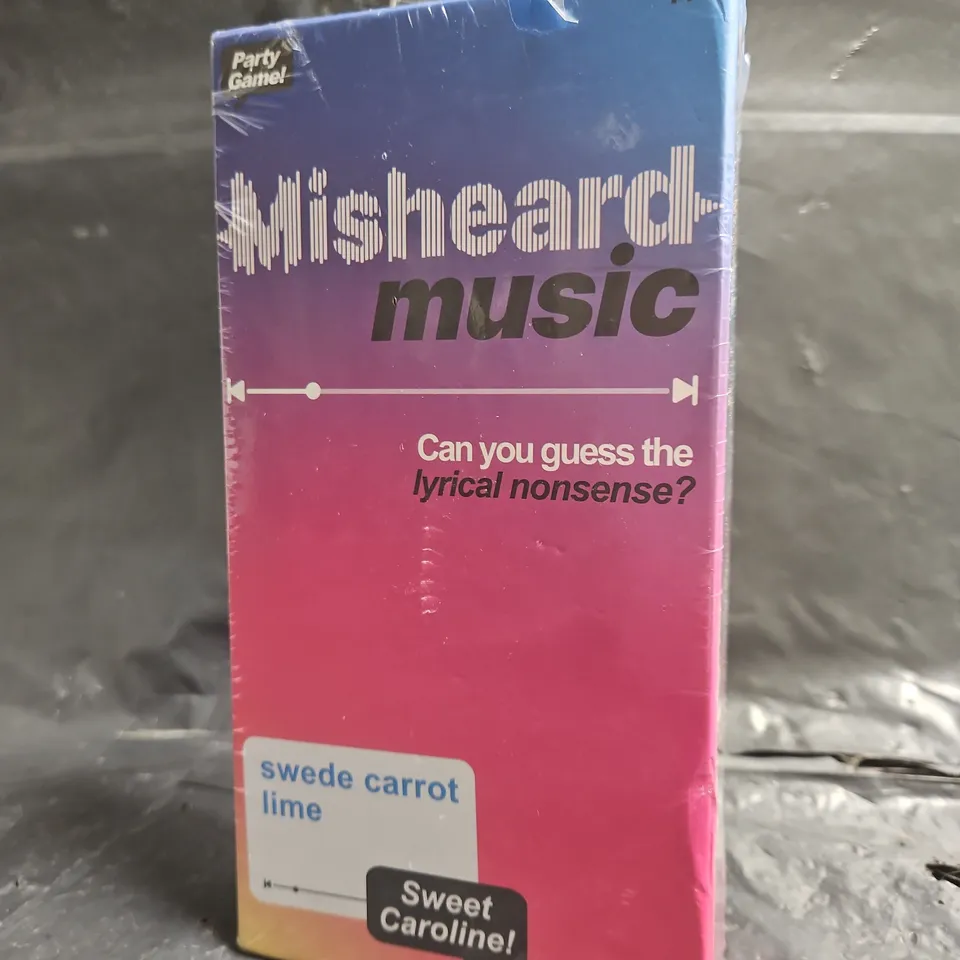 Party
Game!
Misheard
music
Can you guess the
lyrical nonsense?
swede carrot
lime
Sweet
Caroline!